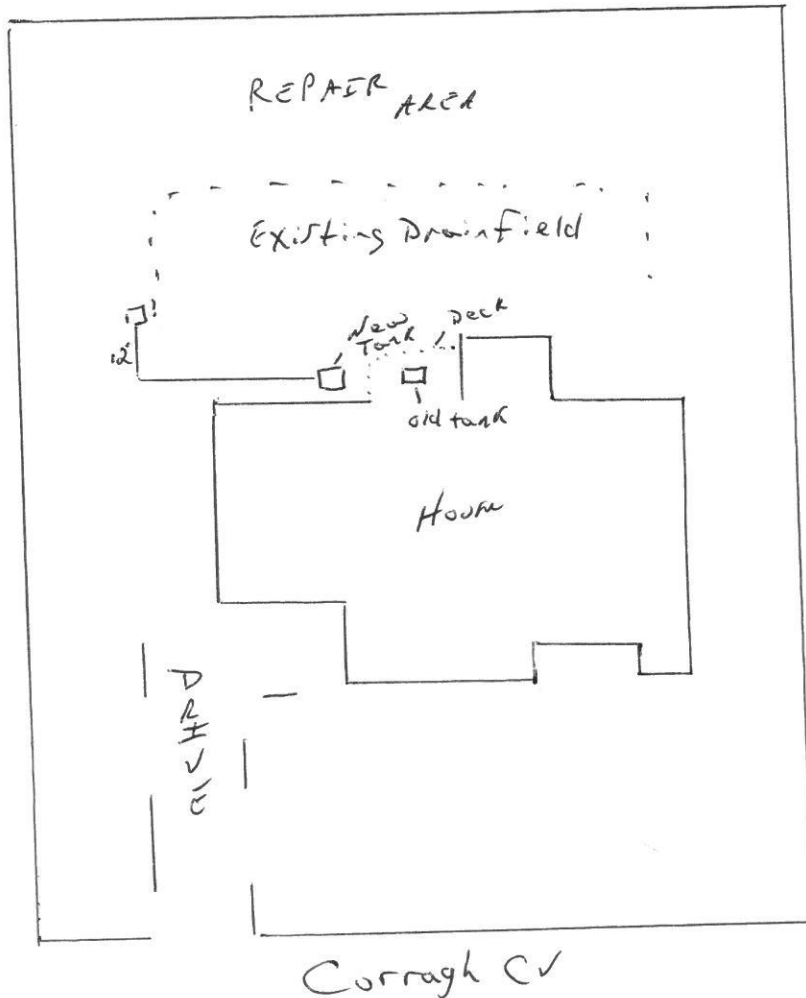 REPAIR AREA
Existing Drainfield
New
Tank
Deck
12'
old tank
House
DRIVE
Corragh CV